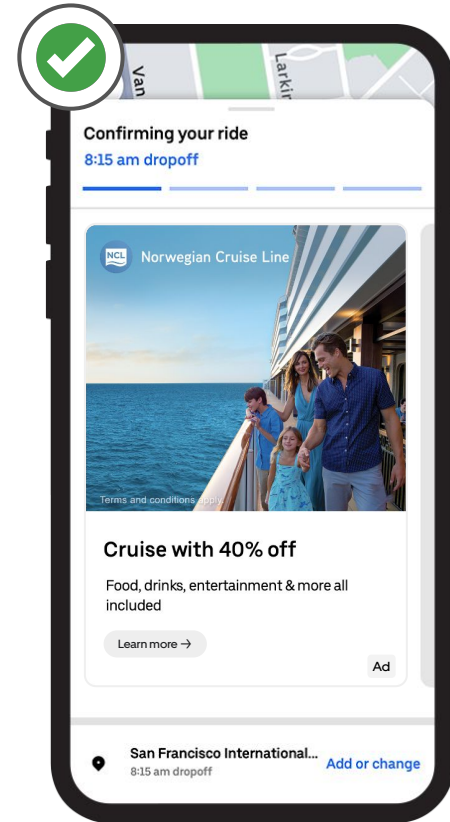 Van
Larkin
Confirming your ride
8:15 am dropoff
NCL
Norwegian Cruise Line
Terms and conditions apply.
Cruise with 40% off
Food, drinks, entertainment & more all
included
Learn more →
Ad
San Francisco International...
Add or change
8:15 am dropoff